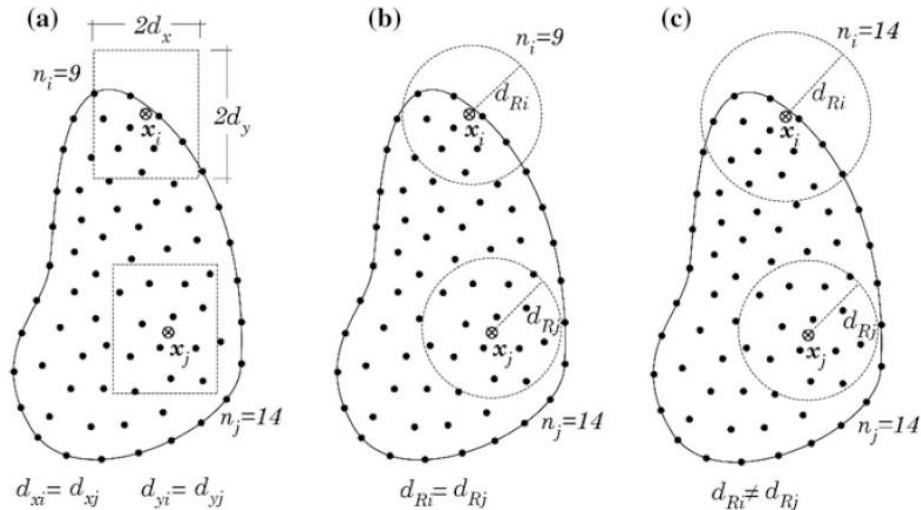 (a)
2d_x
n_i=9
2d_y
x_i
x_j
n_j=14
d_xi = d_xj
d_yi = d_yj
(b)
n_i=9
d_Ri
x_i
d_Rj
x_j
n_j=14
d_Ri = d_Rj
(c)
n_i=14
d_Ri
x_i
d_Rj
x_j
n_j=14
d_Ri ≠ d_Rj